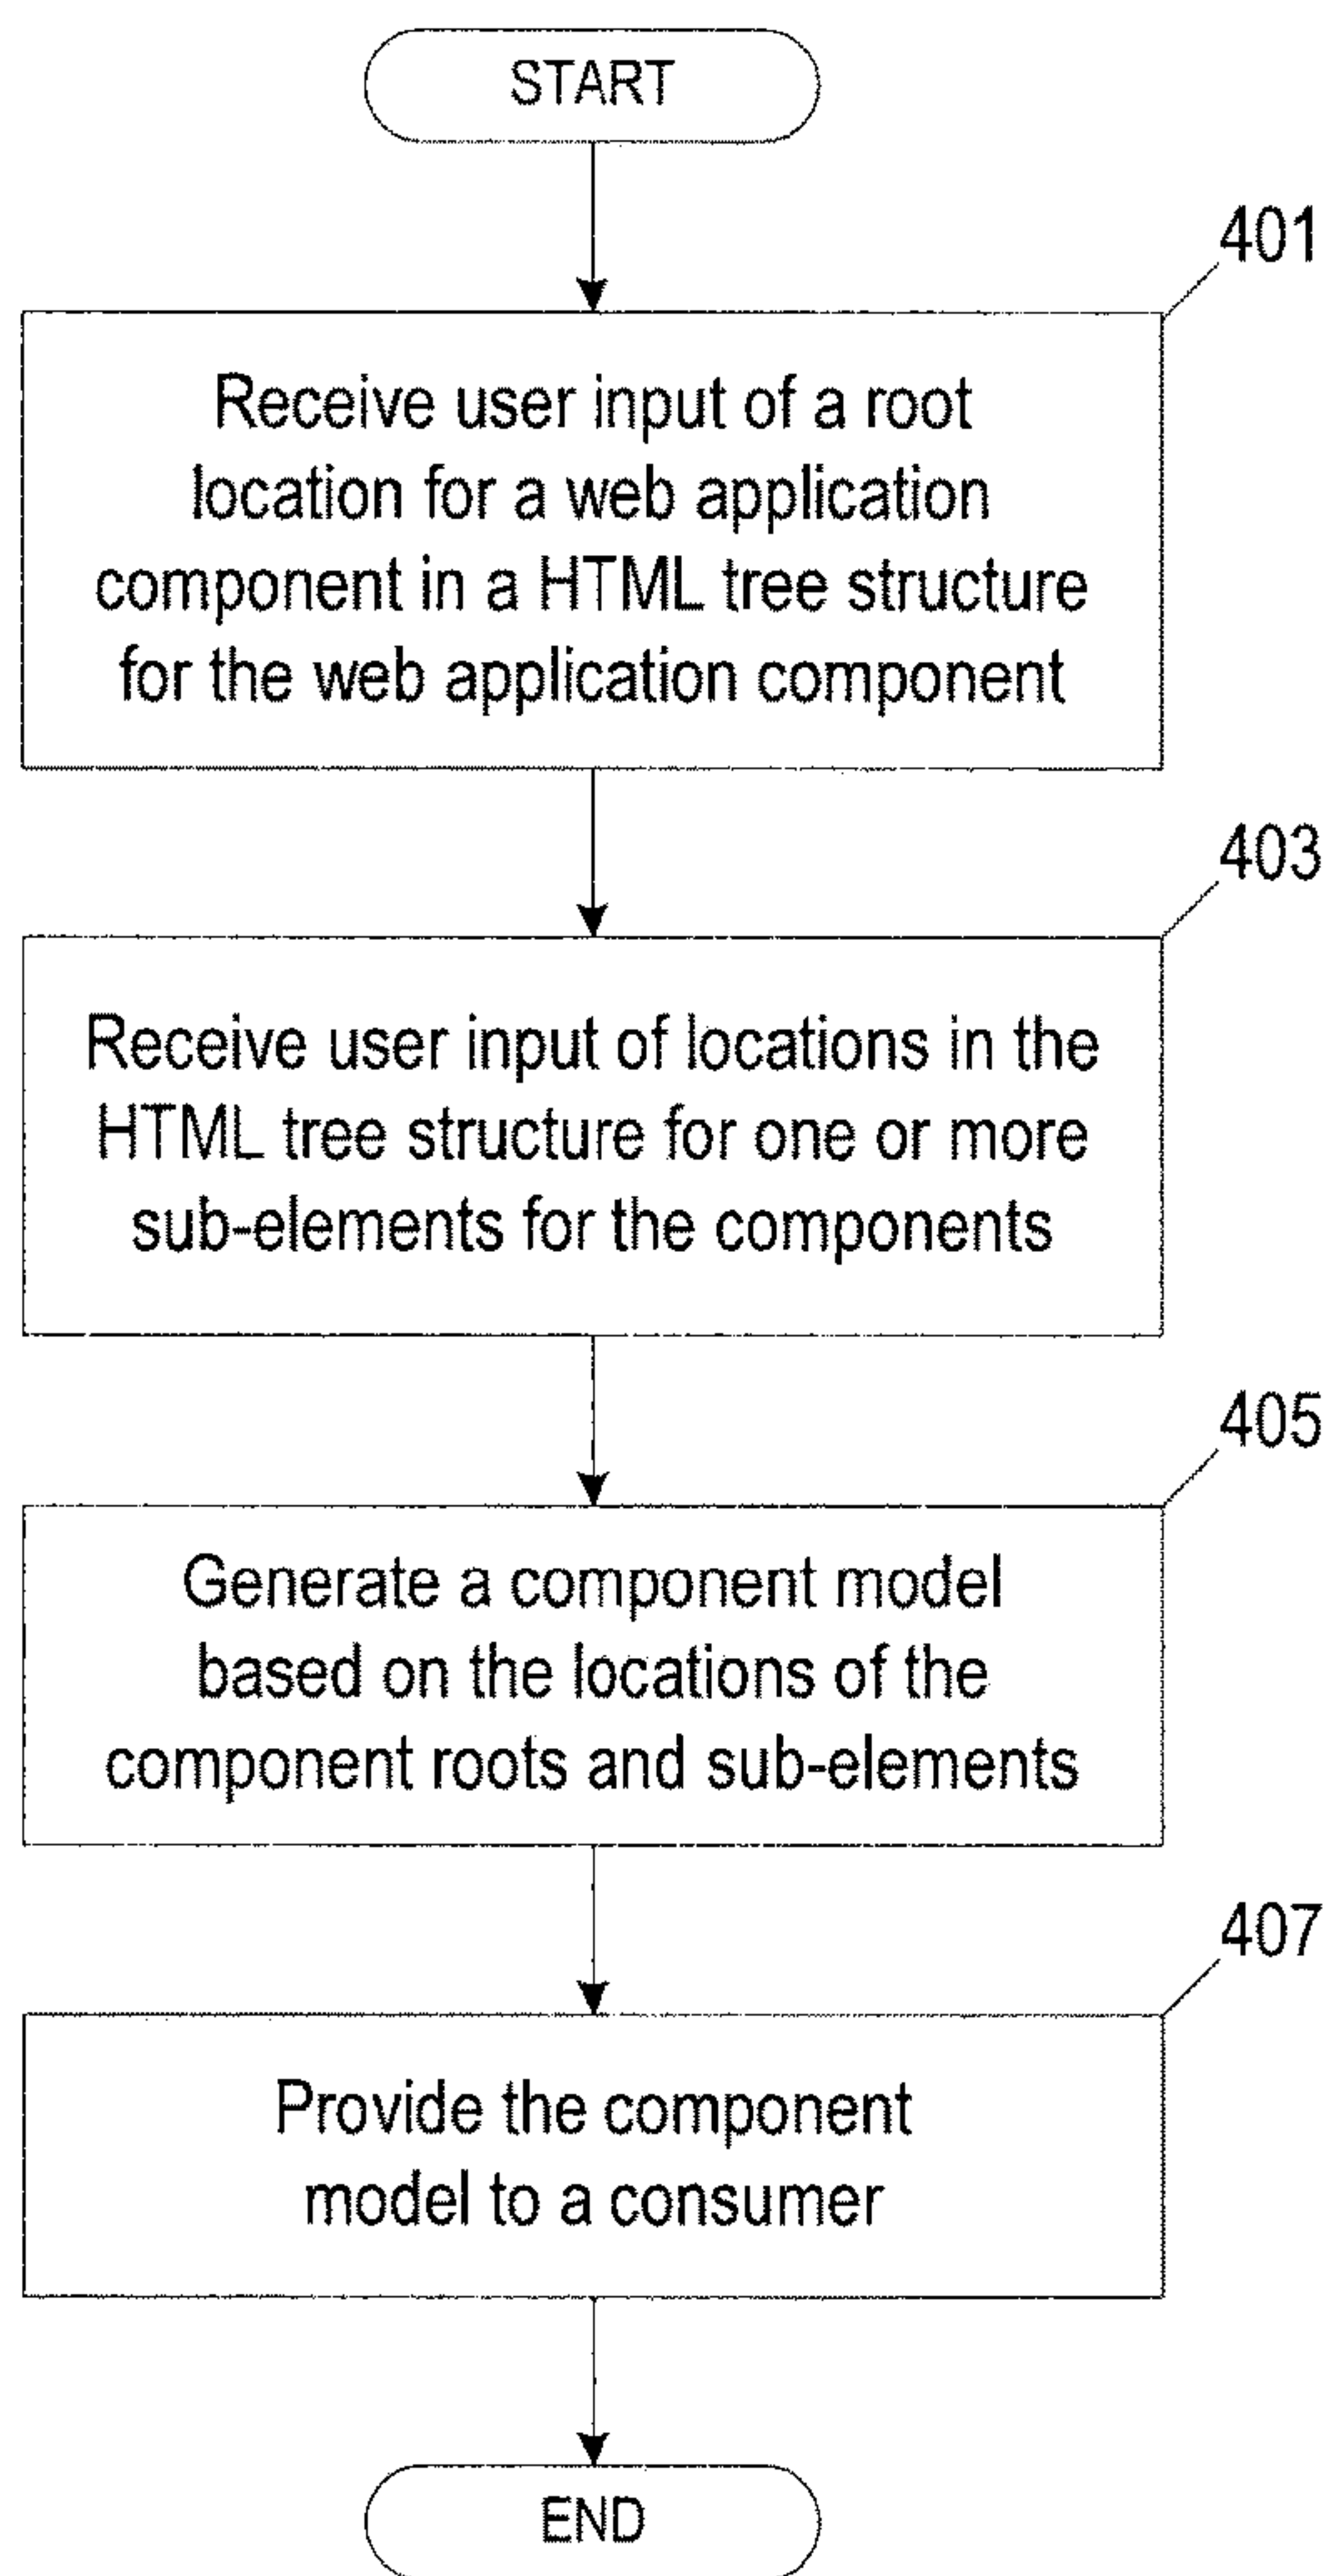 START
401
Receive user input of a root
location for a web application
component in a HTML tree structure
for the web application component
403
Receive user input of locations in the
HTML tree structure for one or more
sub-elements for the components
405
Generate a component model
based on the locations of the
component roots and sub-elements
407
Provide the component
model to a consumer
END